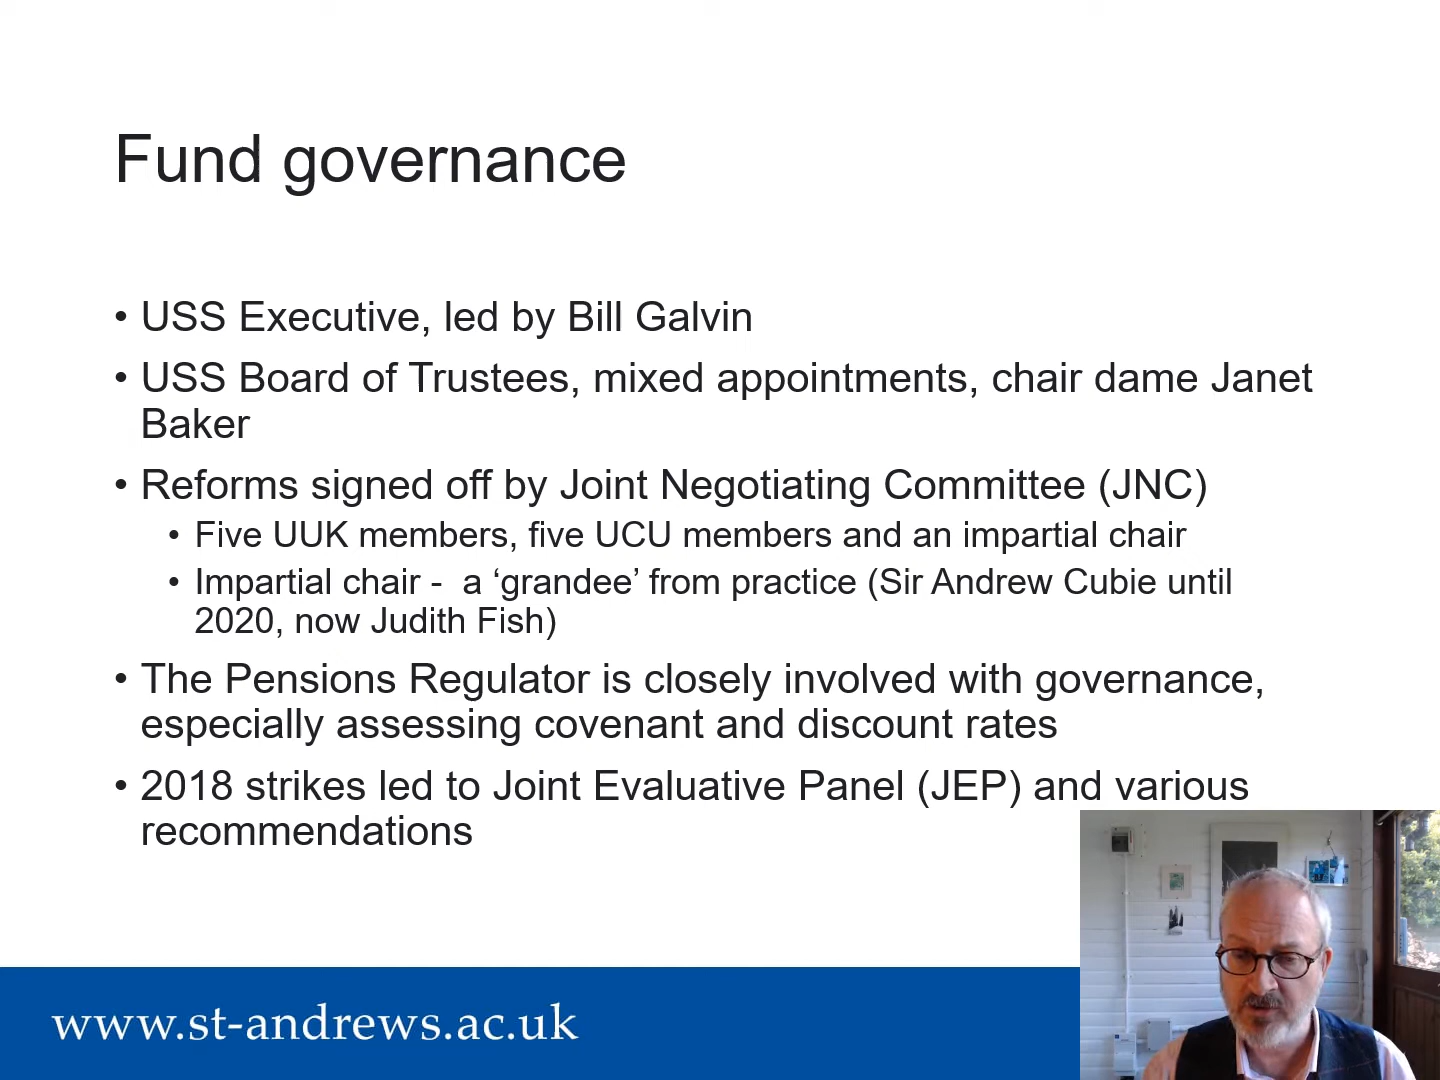 Fund governance
• USS Executive, led by Bill Galvin
• USS Board of Trustees, mixed appointments, chair dame Janet
Baker
• Reforms signed off by Joint Negotiating Committee (JNC)
• Five UUK members, five UCU members and an impartial chair
• Impartial chair -  a ‘grandee’ from practice (Sir Andrew Cubie until
2020, now Judith Fish)
• The Pensions Regulator is closely involved with governance,
especially assessing covenant and discount rates
• 2018 strikes led to Joint Evaluative Panel (JEP) and various
recommendations
www.st-andrews.ac.uk